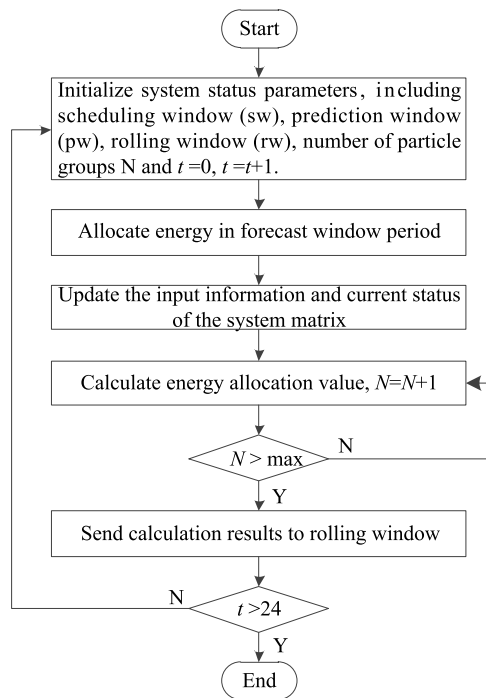 Start
Initialize system status parameters, including
scheduling window (sw), prediction window
(pw), rolling window (rw), number of particle
groups N and t =0, t =t+1.
Allocate energy in forecast window period
Update the input information and current status
of the system matrix
Calculate energy allocation value, N=N+1
N > max
N
Y
Send calculation results to rolling window
N
t >24
Y
End